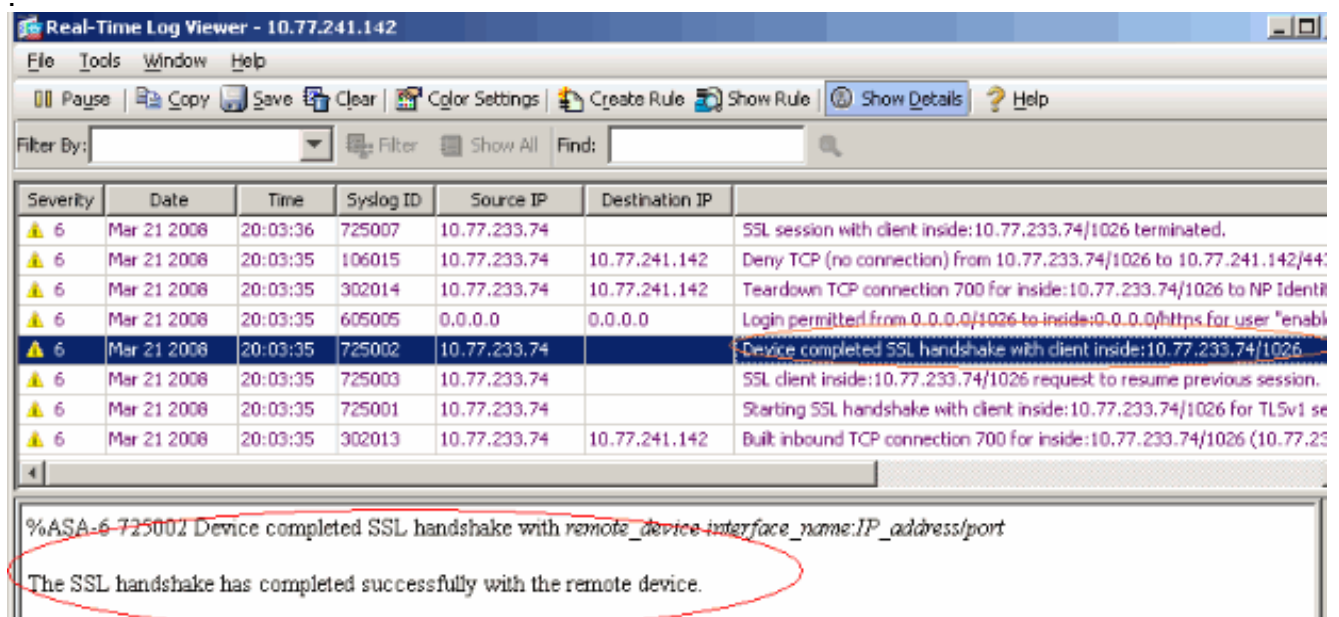 Real-Time Log Viewer - 10.77.241.142
File Tools Window Help
Pause Copy Save Clear Color Settings Create Rule Show Rule Show Details Help
Filter By: Filter Show All Find:
Severity Date Time Syslog ID Source IP Destination IP
6 Mar 21 2008 20:03:36 725007 10.77.233.74 SSL session with client inside:10.77.233.74/1026 terminated.
6 Mar 21 2008 20:03:35 106015 10.77.233.74 10.77.241.142 Deny TCP (no connection) from 10.77.233.74/1026 to 10.77.241.142/443
6 Mar 21 2008 20:03:35 302014 10.77.233.74 10.77.241.142 Teardown TCP connection 700 for inside:10.77.233.74/1026 to NP Identi
6 Mar 21 2008 20:03:35 605005 0.0.0.0 0.0.0.0 Login permitted from 0.0.0.0/1026 to inside:0.0.0.0/https for user "enabl
6 Mar 21 2008 20:03:35 725002 10.77.233.74 Device completed SSL handshake with client inside:10.77.233.74/1026
6 Mar 21 2008 20:03:35 725003 10.77.233.74 SSL client inside:10.77.233.74/1026 request to resume previous session.
6 Mar 21 2008 20:03:35 725001 10.77.233.74 Starting SSL handshake with client inside:10.77.233.74/1026 for TLSv1 se
6 Mar 21 2008 20:03:35 302013 10.77.233.74 10.77.241.142 Built inbound TCP connection 700 for inside:10.77.233.74/1026 (10.77.23
%ASA-6-725002 Device completed SSL handshake with remote_device interface_name:IP_address/port
The SSL handshake has completed successfully with the remote device.